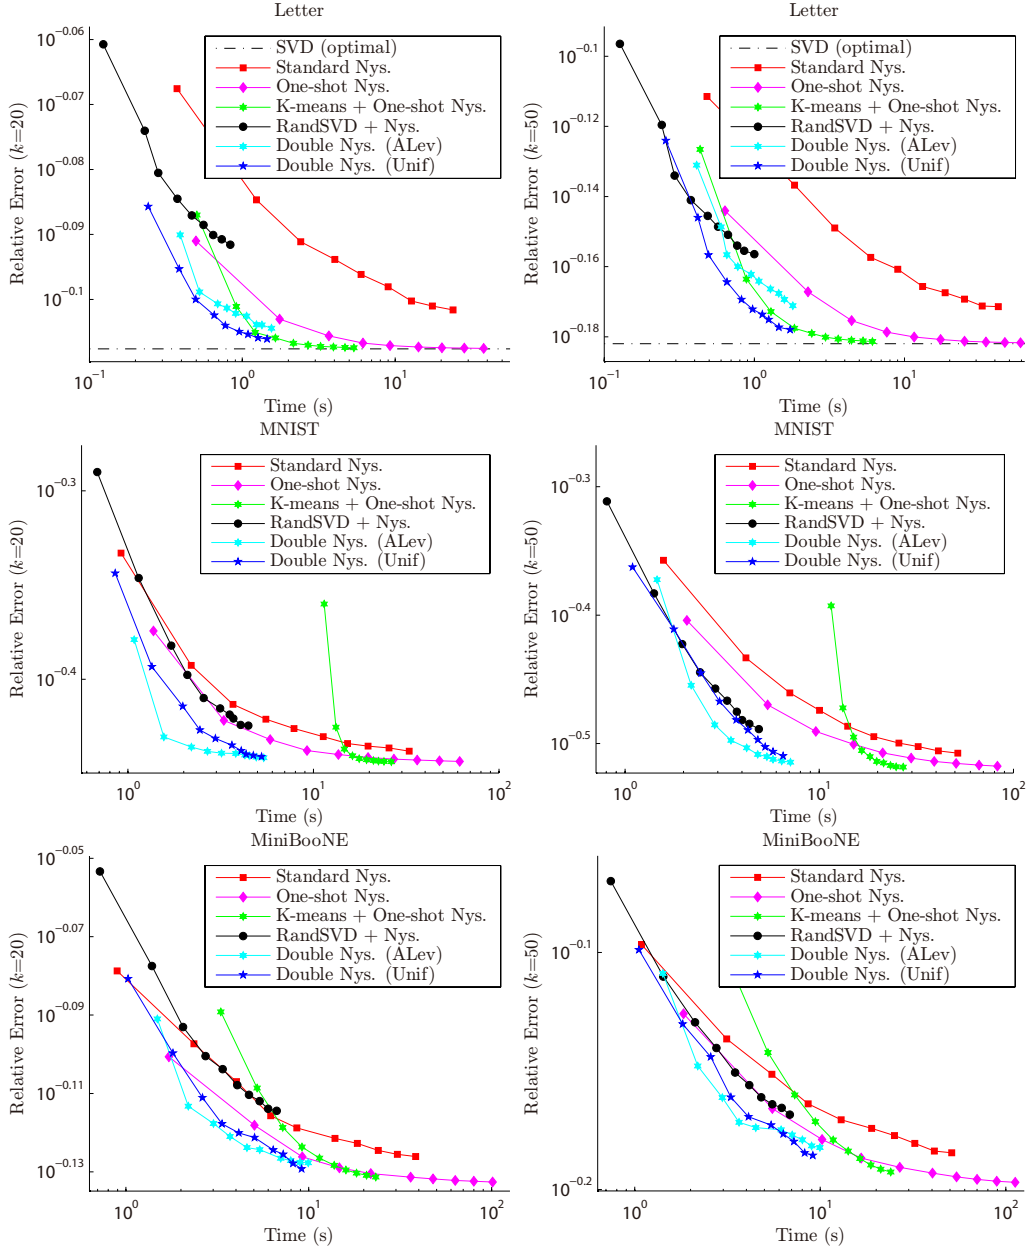 Letter
10^−0.06
10^−0.07
10^−0.08
10^−0.09
10^−0.1
Relative Error (k=20)
SVD (optimal)
Standard Nys.
One-shot Nys.
K-means + One-shot Nys.
RandSVD + Nys.
Double Nys. (ALev)
Double Nys. (Unif)
10^−1 10^0 10^1
Time (s)
Letter
10^−0.1
10^−0.12
10^−0.14
10^−0.16
10^−0.18
Relative Error (k=50)
SVD (optimal)
Standard Nys.
One-shot Nys.
K-means + One-shot Nys.
RandSVD + Nys.
Double Nys. (ALev)
Double Nys. (Unif)
10^−1 10^0 10^1
Time (s)
MNIST
10^−0.3
10^−0.4
Relative Error (k=20)
Standard Nys.
One-shot Nys.
K-means + One-shot Nys.
RandSVD + Nys.
Double Nys. (ALev)
Double Nys. (Unif)
10^0 10^1 10^2
Time (s)
MNIST
10^−0.3
10^−0.4
10^−0.5
Relative Error (k=50)
Standard Nys.
One-shot Nys.
K-means + One-shot Nys.
RandSVD + Nys.
Double Nys. (ALev)
Double Nys. (Unif)
10^0 10^1 10^2
Time (s)
MiniBooNE
10^−0.05
10^−0.07
10^−0.09
10^−0.11
10^−0.13
Relative Error (k=20)
Standard Nys.
One-shot Nys.
K-means + One-shot Nys.
RandSVD + Nys.
Double Nys. (ALev)
Double Nys. (Unif)
10^0 10^1 10^2
Time (s)
MiniBooNE
10^−0.1
10^−0.2
Relative Error (k=50)
Standard Nys.
One-shot Nys.
K-means + One-shot Nys.
RandSVD + Nys.
Double Nys. (ALev)
Double Nys. (Unif)
10^0 10^1 10^2
Time (s)